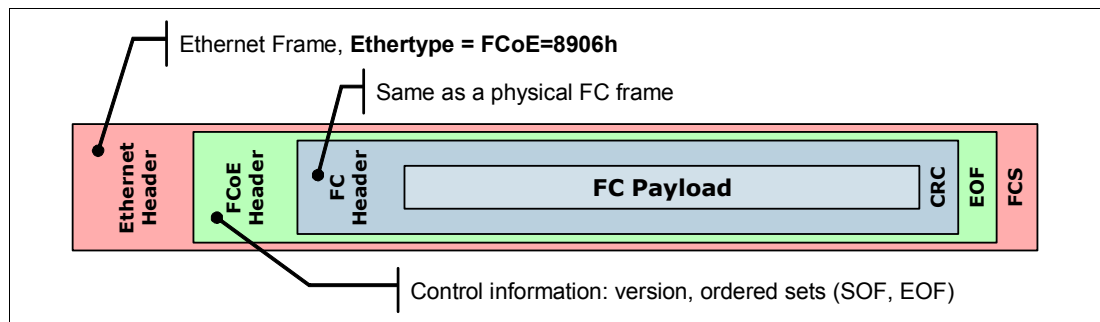 Ethernet Frame, Ethertype = FCoE=8906h
Same as a physical FC frame
Ethernet
Header
FCoE
Header
FC
Header
FC Payload
CRC
EOF
FCS
Control information: version, ordered sets (SOF, EOF)